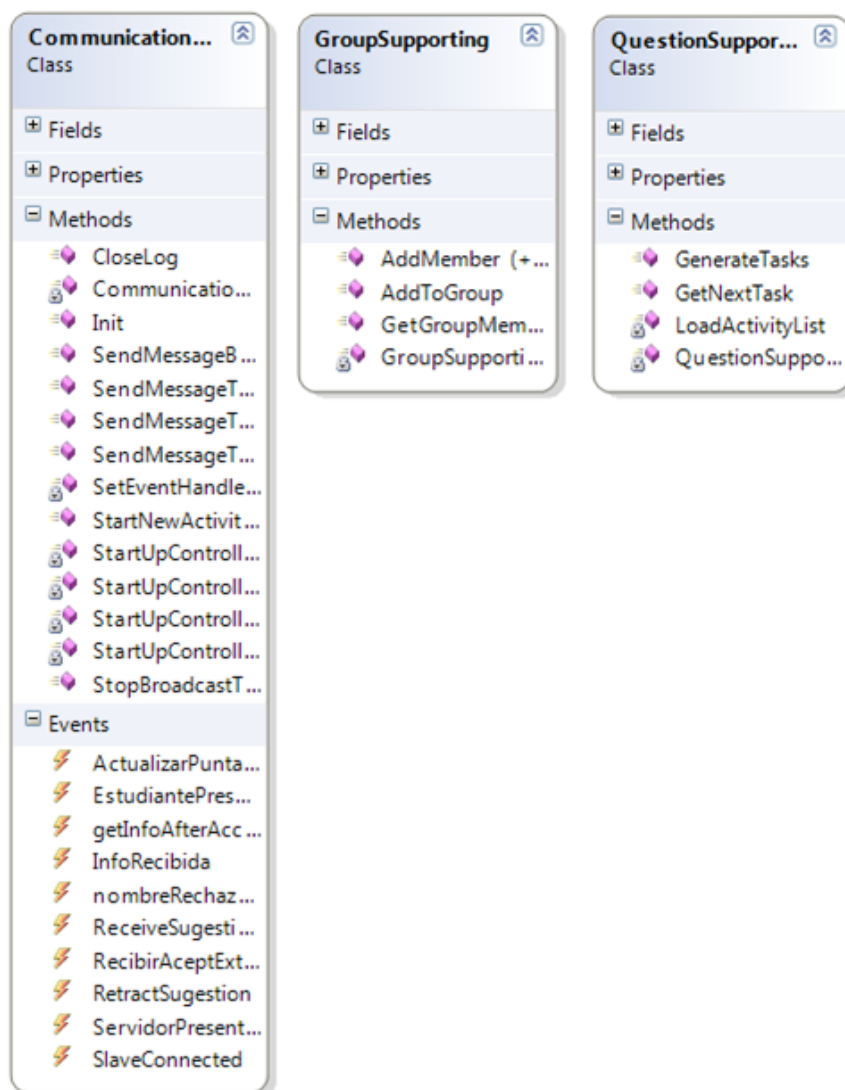 Communication...
Class
Fields
Properties
Methods
CloseLog
Communicatio...
Init
SendMessageB...
SendMessageT...
SendMessageT...
SendMessageT...
SetEventHandle...
StartNewActivit...
StartUpControll...
StartUpControll...
StartUpControll...
StartUpControll...
StopBroadcastT...
Events
ActualizarPunta...
EstudiantePres...
getInfoAfterAcc...
InfoRecibida
nombreRechaz...
ReceiveSugesti...
RecibirAceptExt...
RetractSugestion
ServidorPresent...
SlaveConnected
GroupSupporting
Class
Fields
Properties
Methods
AddMember (+...
AddToGroup
GetGroupMem...
GroupSupporti...
QuestionSuppor...
Class
Fields
Properties
Methods
GenerateTasks
GetNextTask
LoadActivityList
QuestionSuppo...